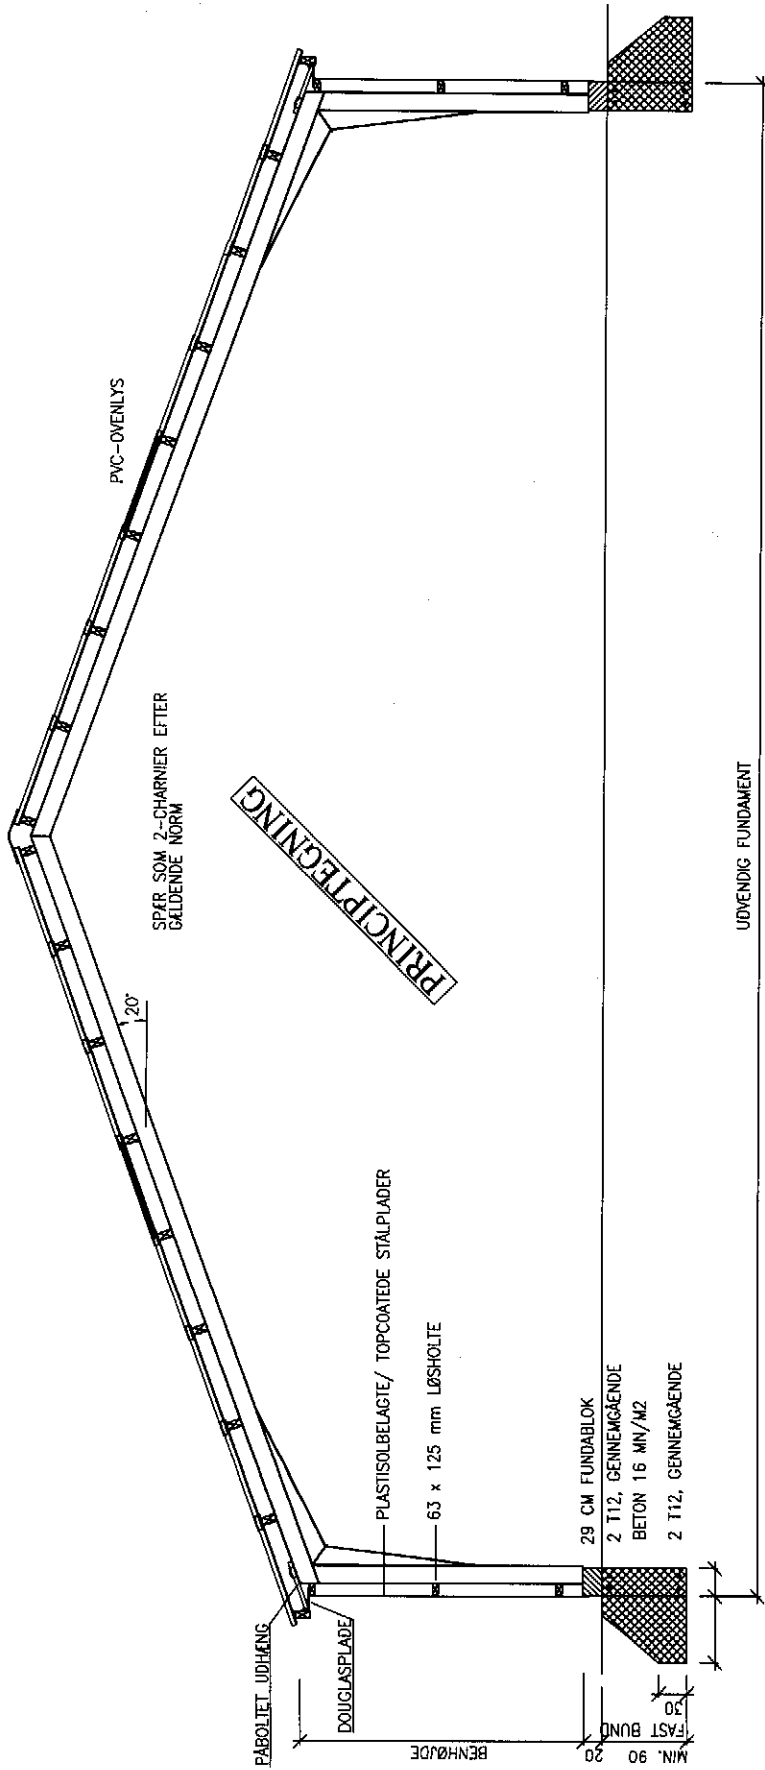 PVC-OVENLYS
SPÆR SOM 2-CHARNIER EFTER
GÆLDENDE NORM
20°
PRINCIPTEGNING
PÅBOLTET UDHÆNG
DOUGLASPLADE
PLASTISOLBELAGTE/ TOPCOATEDE STÅLPLADER
63 x 125 mm LØSHOLTE
29 CM FUNDABLOK
2 T12, GENNEMGÅENDE
BETON 16 MN/M2
2 T12, GENNEMGÅENDE
BENHØJDE
20
MIN. 90
FAST BUND
30
UDVENDIG FUNDAMENT